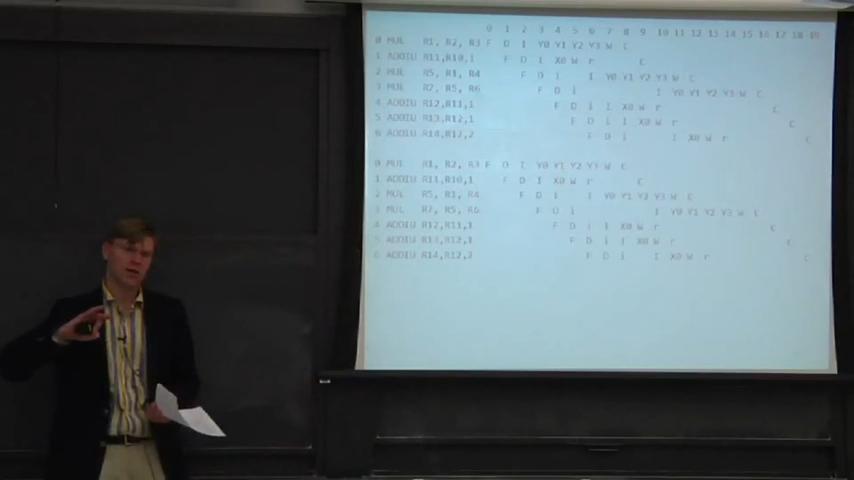 0 1 2 3 4 5 6 7 8 9 10 11 12 13 14 15 16 17 18 19
0 MUL R1, R2, R3 F D I Y0 Y1 Y2 Y3 W C
1 ADDIU R11,R10,1 F D I X0 W r C
2 MUL R5, R1, R4 F D i I Y0 Y1 Y2 Y3 W C
3 MUL R7, R5, R6 F D i I Y0 Y1 Y2 Y3 W C
4 ADDIU R12,R11,1 F D i I X0 W r C
5 ADDIU R13,R12,1 F D i I X0 W r C
6 ADDIU R14,R12,2 F D i I X0 W r C
0 MUL R1, R2, R3 F D I Y0 Y1 Y2 Y3 W C
1 ADDIU R11,R10,1 F D I X0 W r C
2 MUL R5, R1, R4 F D i I Y0 Y1 Y2 Y3 W C
3 MUL R7, R5, R6 F D i I Y0 Y1 Y2 Y3 W C
4 ADDIU R12,R11,1 F D i I X0 W r C
5 ADDIU R13,R12,1 F D i I X0 W r C
6 ADDIU R14,R12,2 F D i I X0 W r C